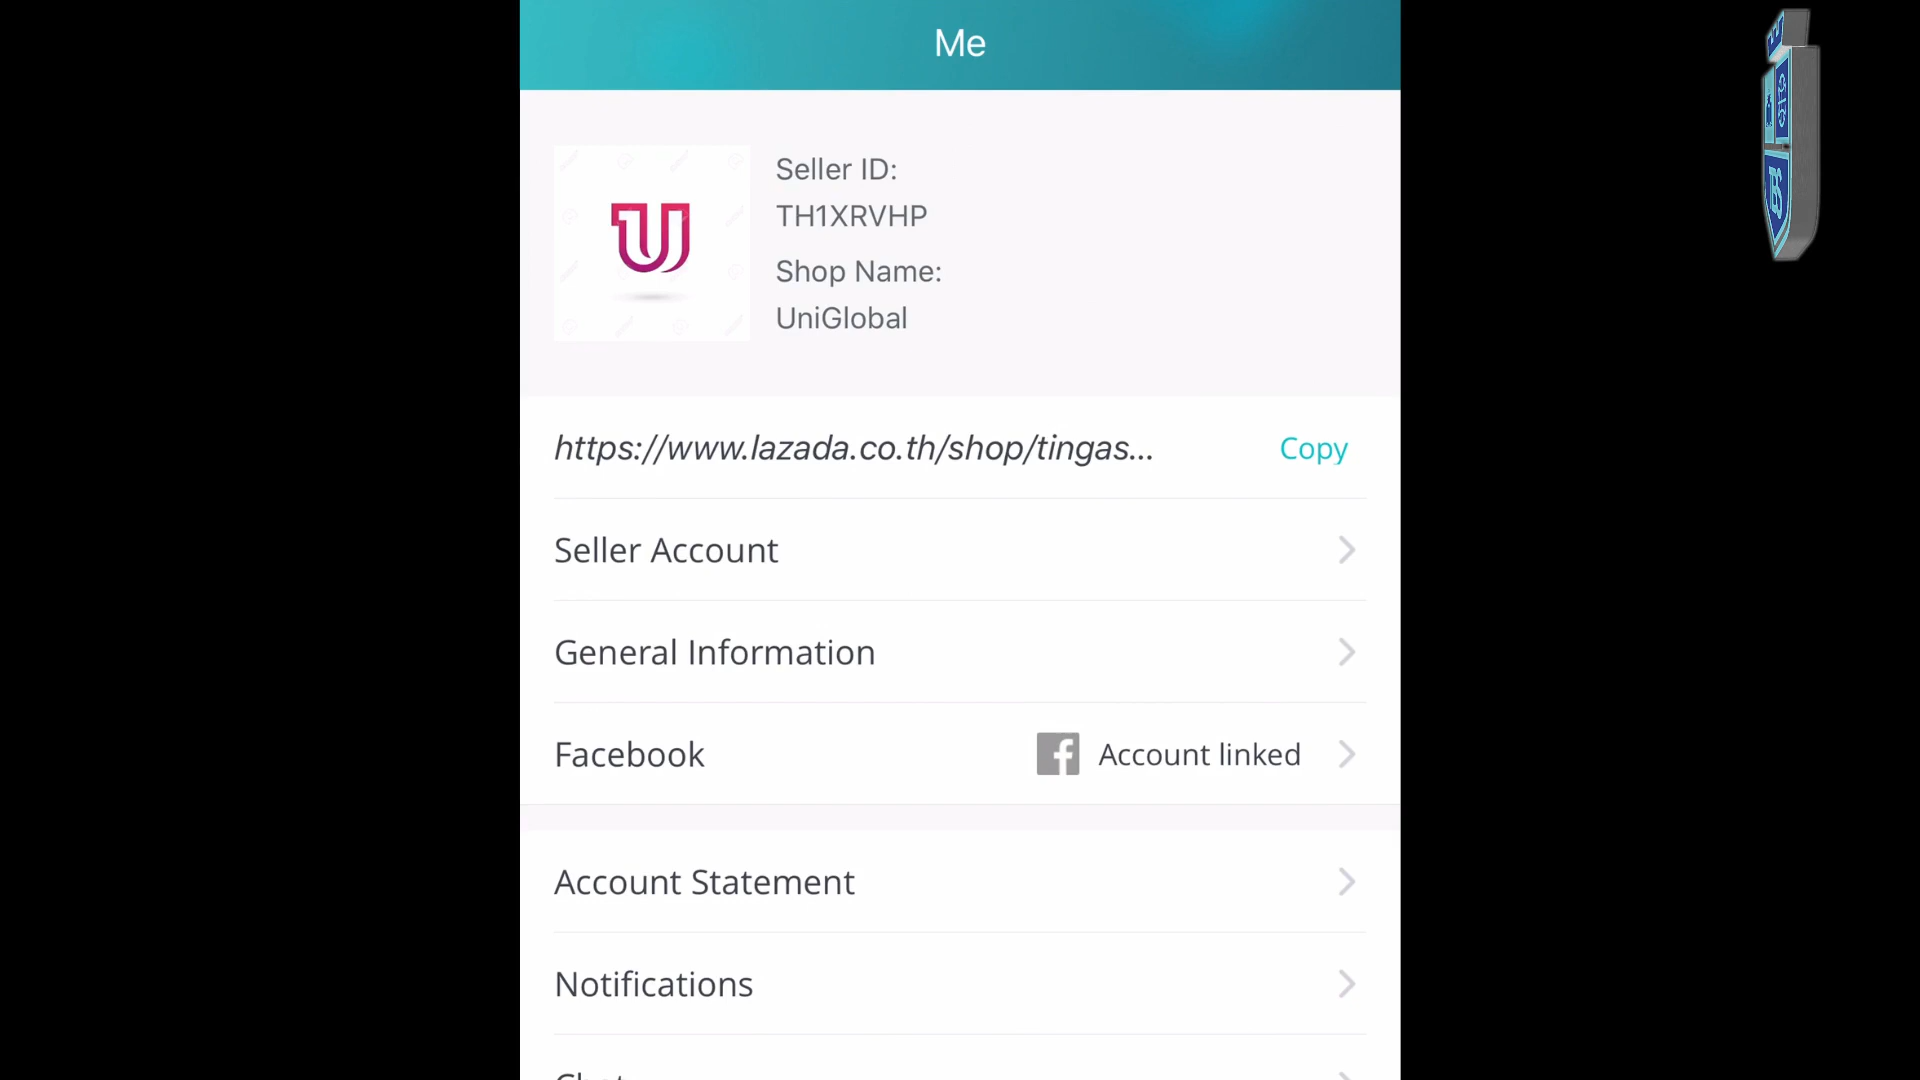 Me
Seller ID:
TH1XRVHP
Shop Name:
UniGlobal
https://www.lazada.co.th/shop/tingas...
Copy
Seller Account
General Information
Facebook
Account linked
Account Statement
Notifications